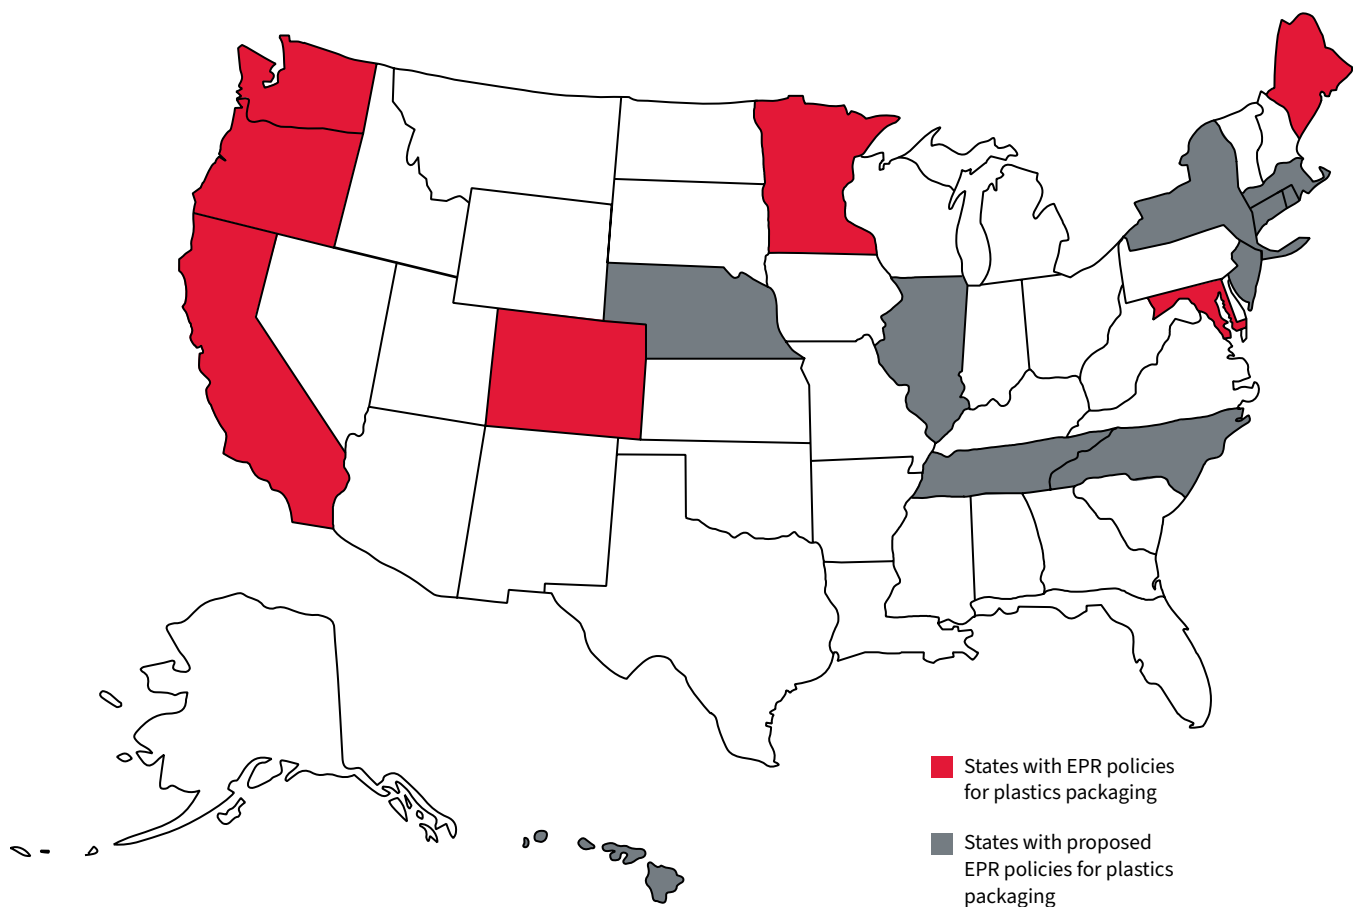 States with EPR policies
for plastics packaging
States with proposed
EPR policies for plastics
packaging